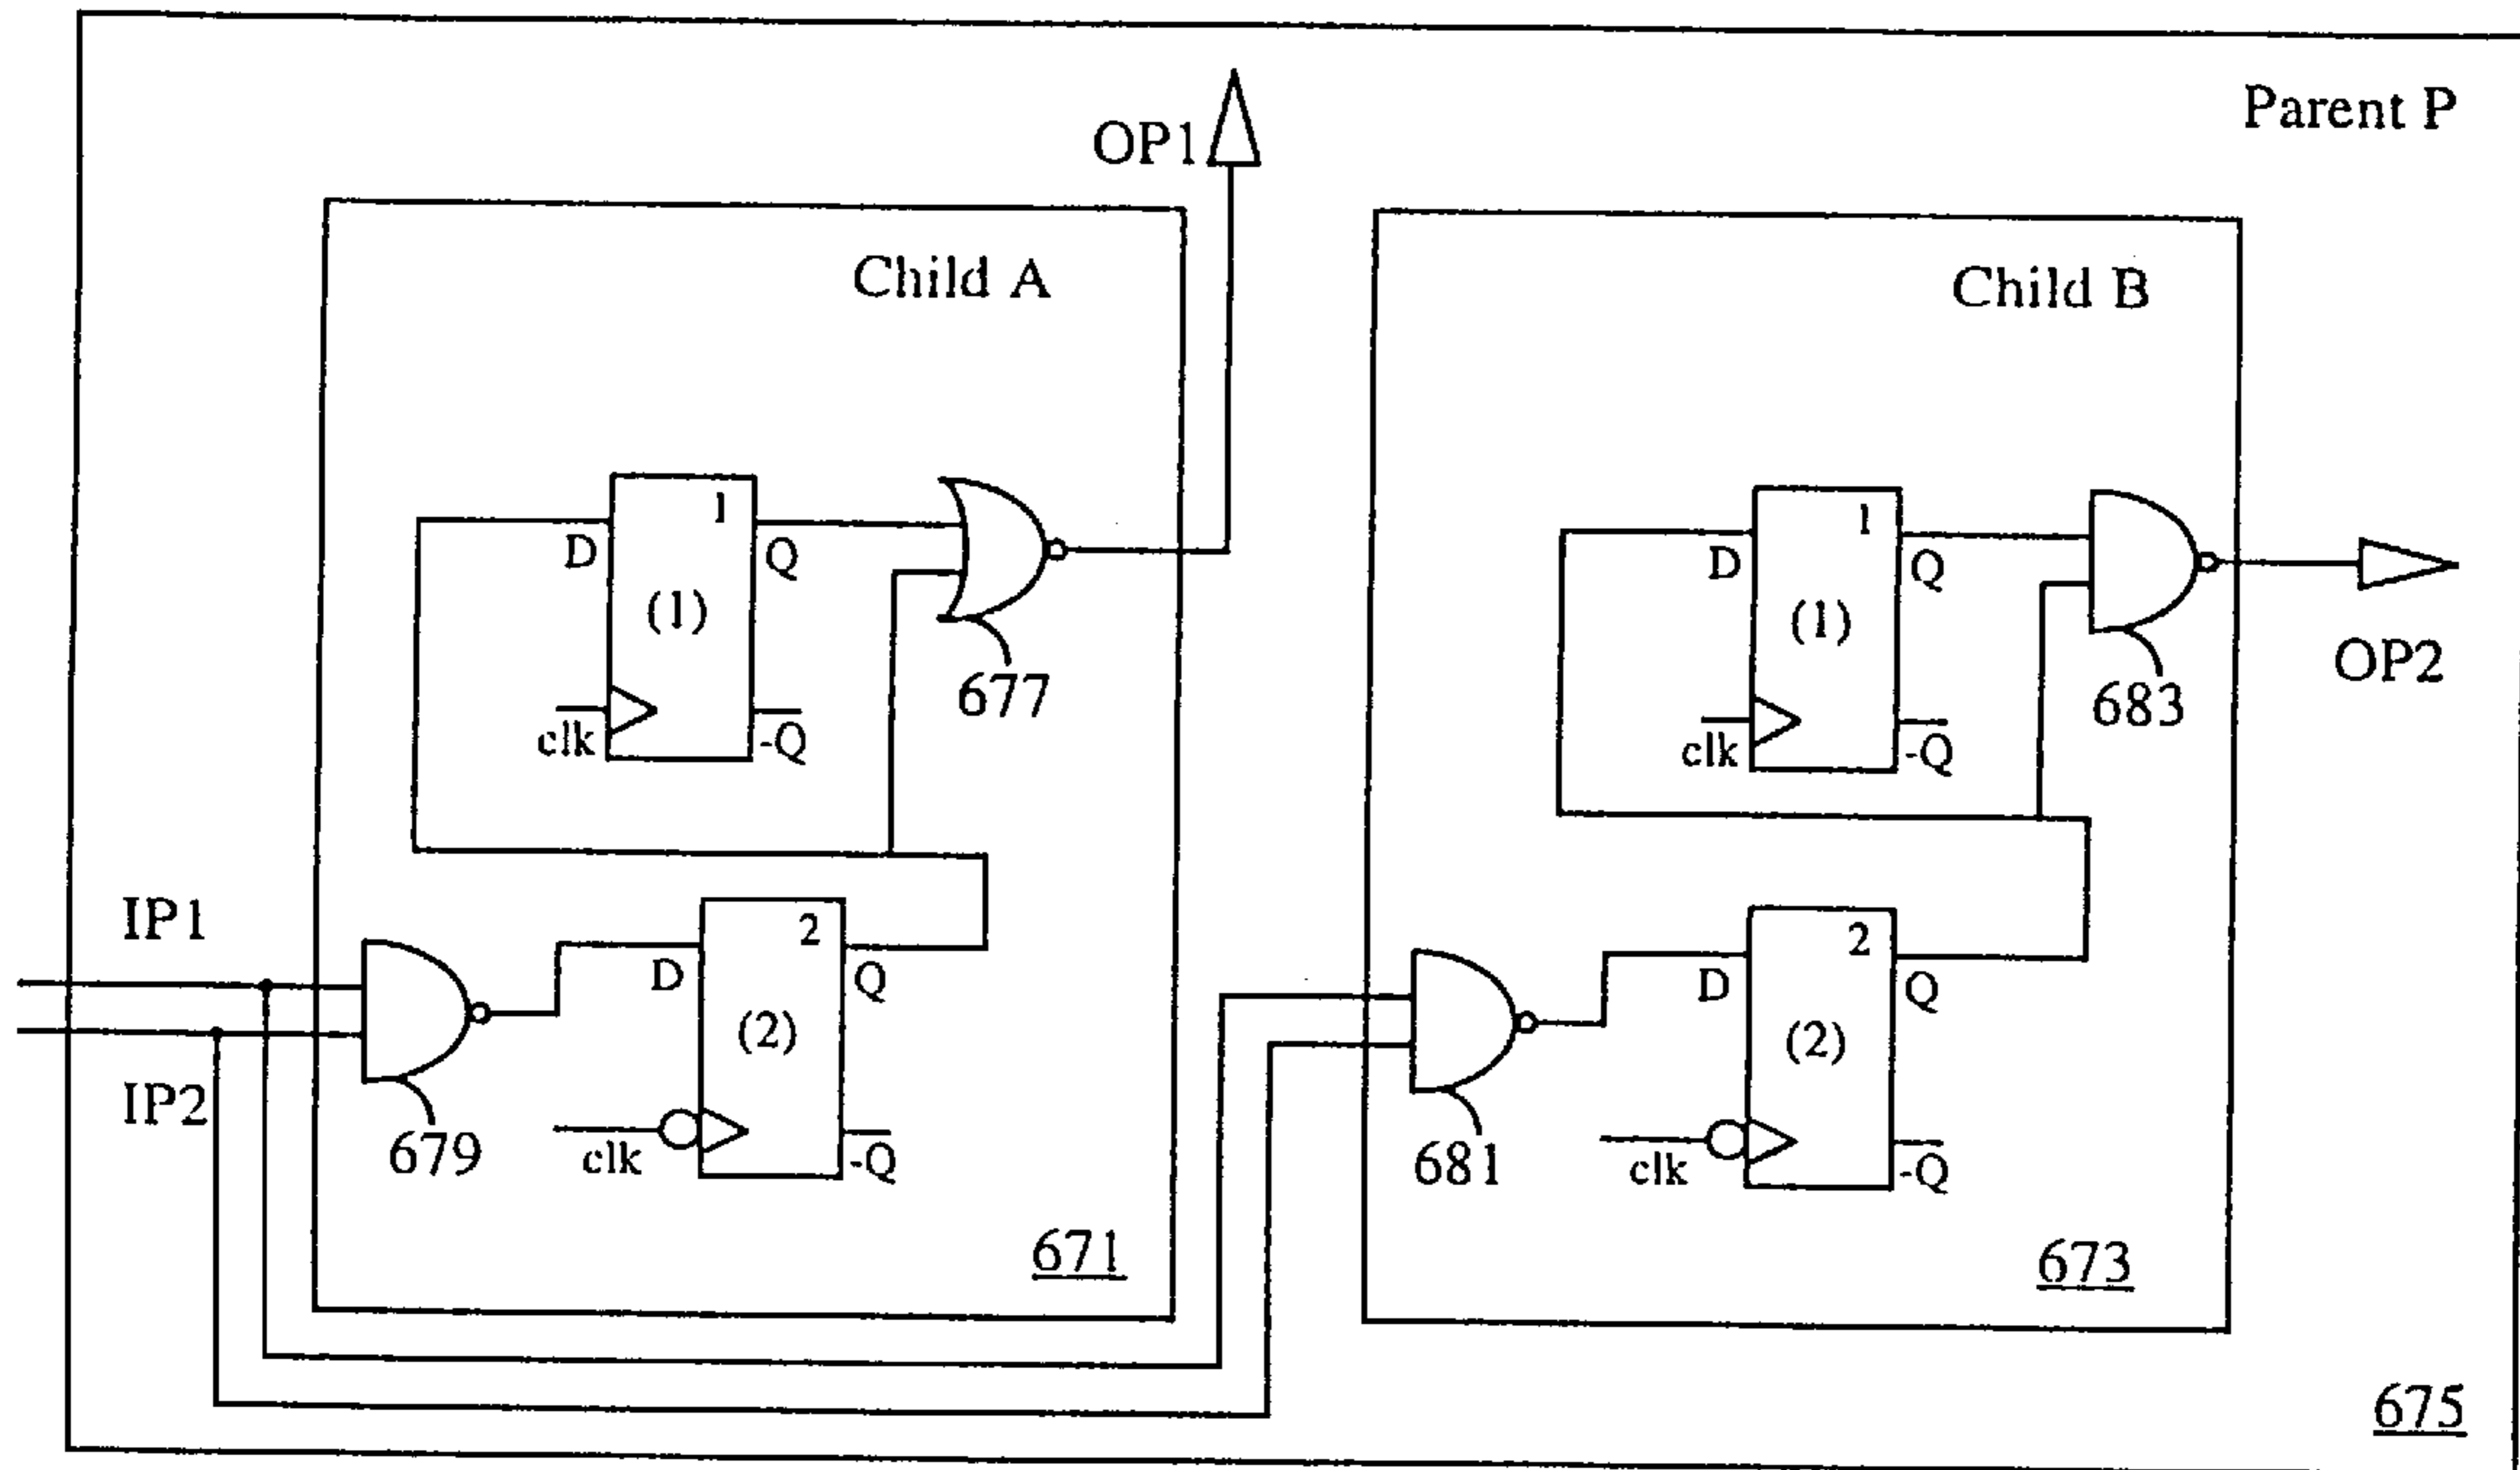 Parent P
OP1
Child A
Child B
1
D
Q
(1)
clk
-Q
677
1
D
Q
(1)
clk
-Q
683
OP2
IP1
IP2
679
2
D
Q
(2)
clk
-Q
671
681
2
D
Q
(2)
clk
-Q
673
675